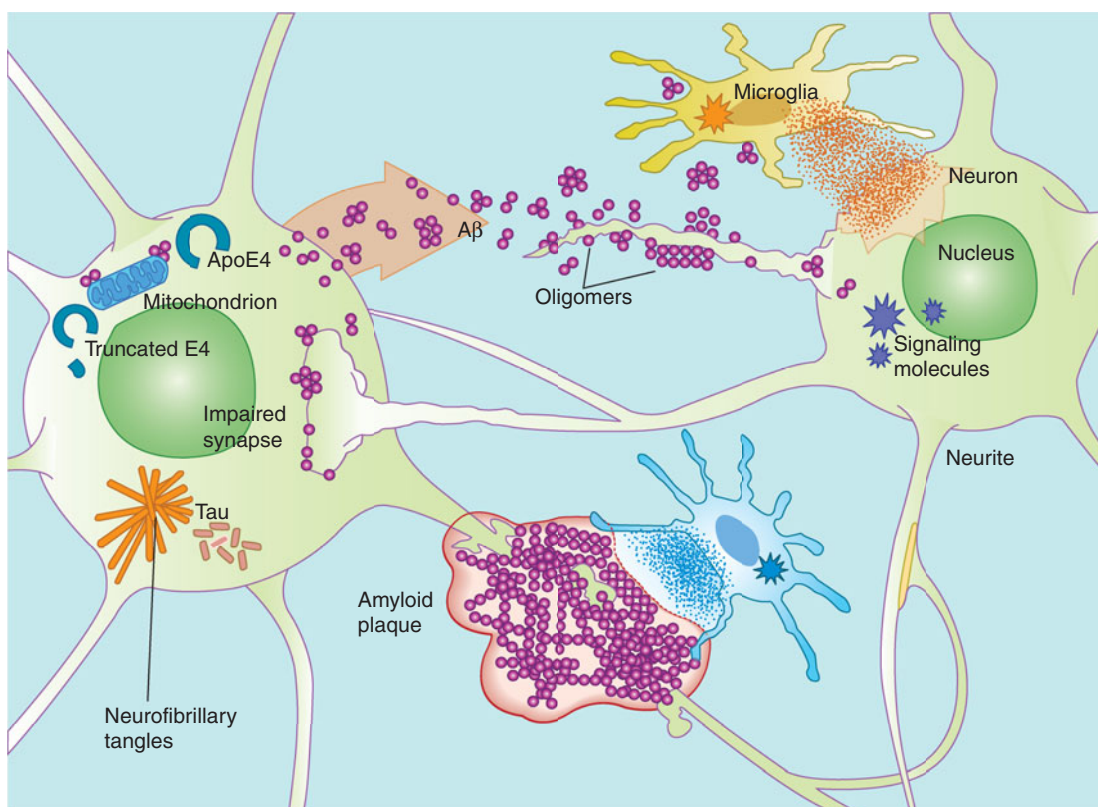 Microglia
Neuron
ApoE4
Aβ
Nucleus
Mitochondrion
Oligomers
Truncated E4
Signaling
molecules
Impaired
synapse
Neurite
Tau
Amyloid
plaque
Neurofibrillary
tangles